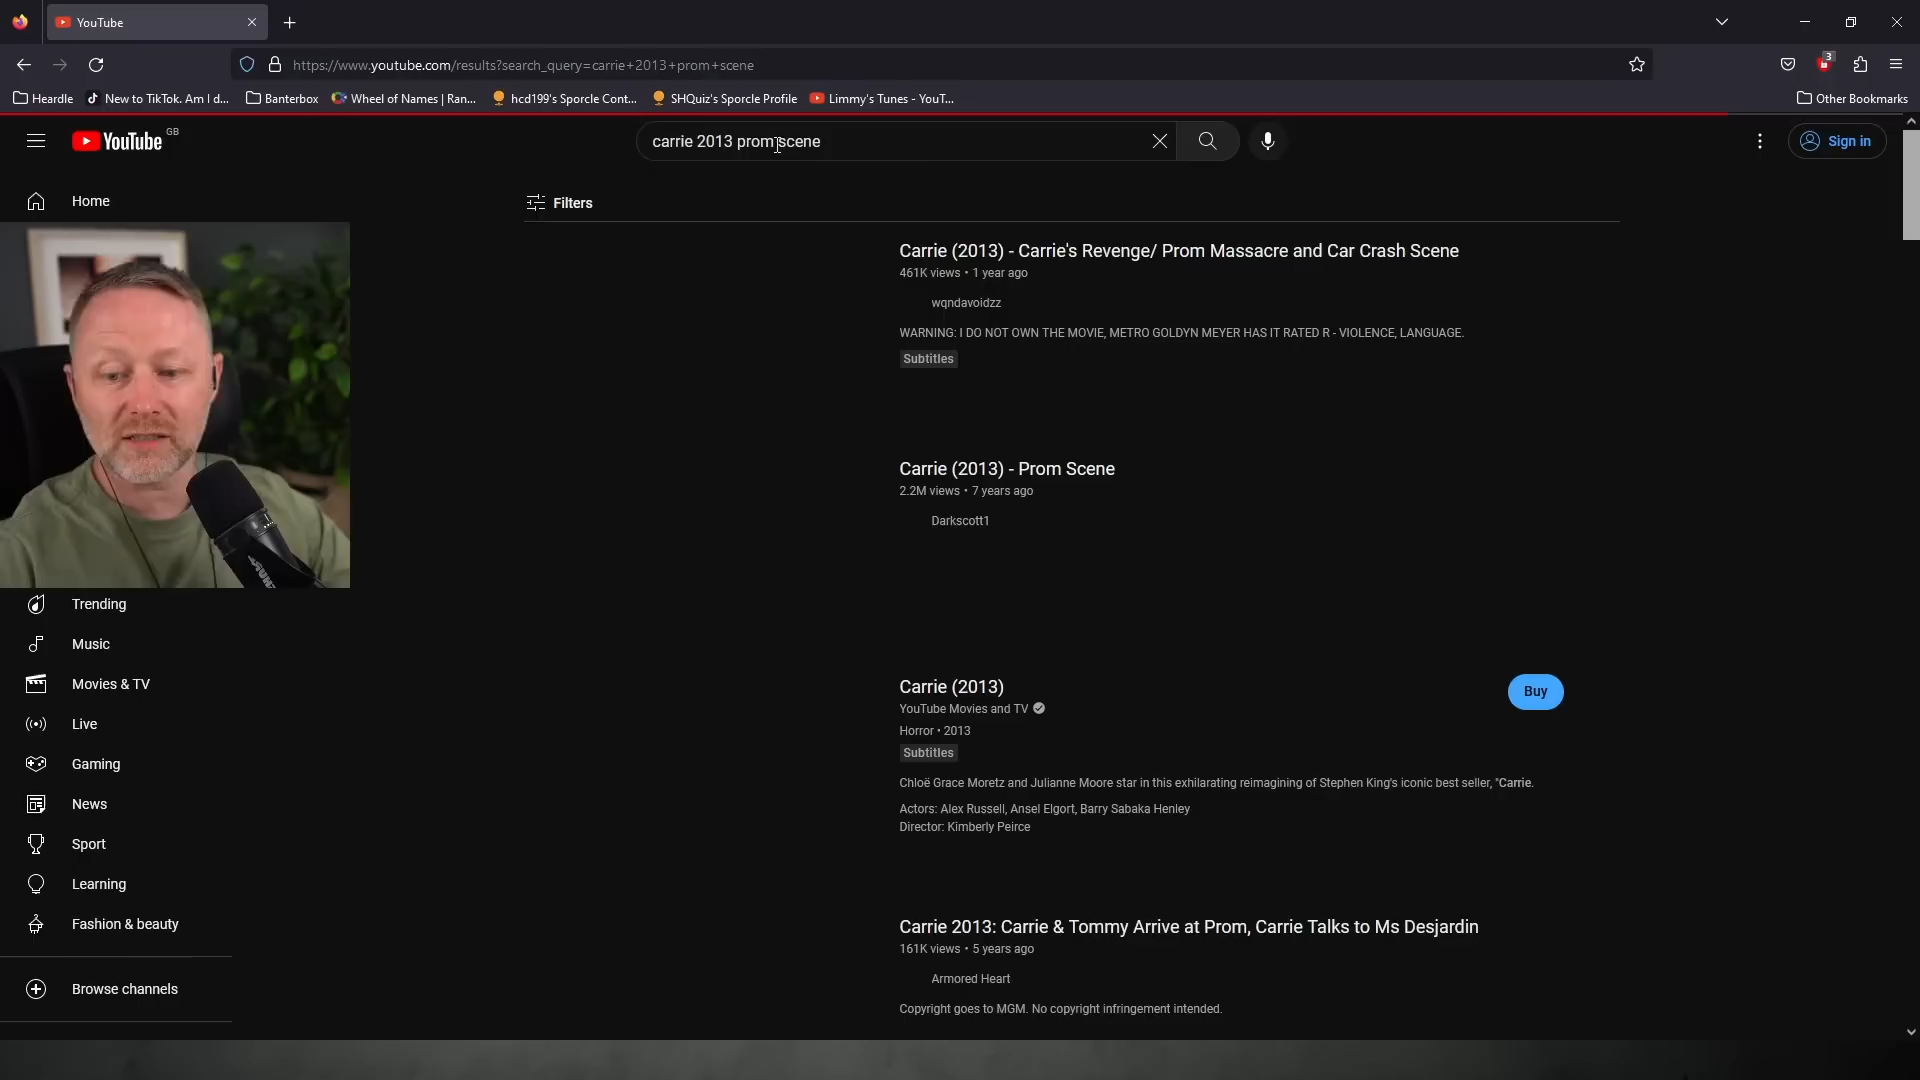 YouTube
https://www.youtube.com/results?search_query=carrie+2013+prom+scene
3
Heardle
New to TikTok. Am I d...
Banterbox
Wheel of Names | Ran...
hcd199's Sporcle Cont...
SHQuiz's Sporcle Profile
Limmy's Tunes - YouT...
Other Bookmarks
YouTube GB
carrie 2013 prom scene
Sign in
Home
Filters
Carrie (2013) - Carrie's Revenge/ Prom Massacre and Car Crash Scene
461K views • 1 year ago
wqndavoidzz
WARNING: I DO NOT OWN THE MOVIE, METRO GOLDYN MEYER HAS IT RATED R - VIOLENCE, LANGUAGE.
Subtitles
Carrie (2013) - Prom Scene
2.2M views • 7 years ago
Darkscott1
Trending
Music
Movies & TV
Live
Gaming
News
Sport
Learning
Fashion & beauty
Browse channels
Carrie (2013)
Buy
YouTube Movies and TV
Horror • 2013
Subtitles
Chloë Grace Moretz and Julianne Moore star in this exhilarating reimagining of Stephen King's iconic best seller, "Carrie.
Actors: Alex Russell, Ansel Elgort, Barry Sabaka Henley
Director: Kimberly Peirce
Carrie 2013: Carrie & Tommy Arrive at Prom, Carrie Talks to Ms Desjardin
161K views • 5 years ago
Armored Heart
Copyright goes to MGM. No copyright infringement intended.